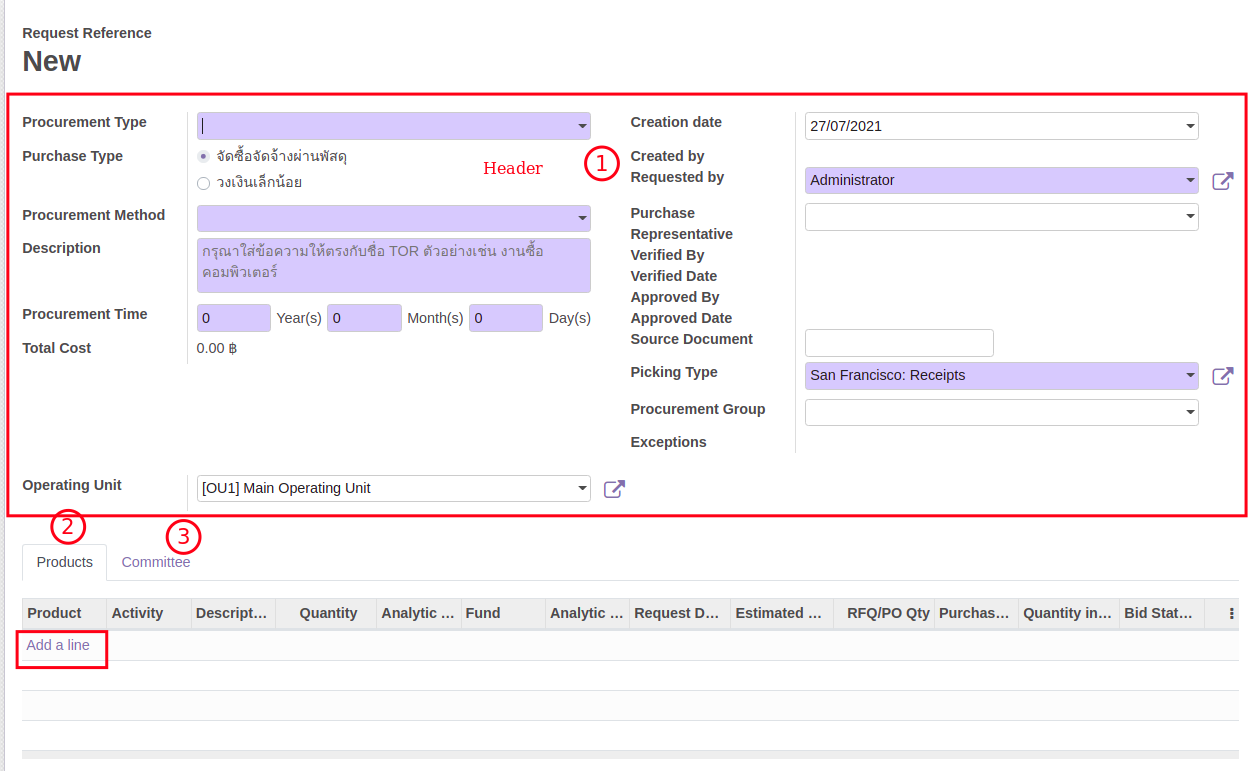 Request Reference
New
Procurement Type
Purchase Type
จัดซื้อจัดจ้างผ่านพัสดุ
วงเงินเล็กน้อย
Header
1
Procurement Method
Description
กรุณาใส่ข้อความให้ตรงกับชื่อ TOR ตัวอย่างเช่น งานซื้อ
คอมพิวเตอร์
Procurement Time
0 Year(s) 0 Month(s) 0 Day(s)
Total Cost
0.00 ฿
Creation date
27/07/2021
Created by
Requested by
Administrator
Purchase
Representative
Verified By
Verified Date
Approved By
Approved Date
Source Document
Picking Type
San Francisco: Receipts
Procurement Group
Exceptions
Operating Unit
[OU1] Main Operating Unit
2
3
Products
Committee
Product Activity Descript... Quantity Analytic ... Fund Analytic ... Request D... Estimated ... RFQ/PO Qty Purchas... Quantity in... Bid Stat...
Add a line